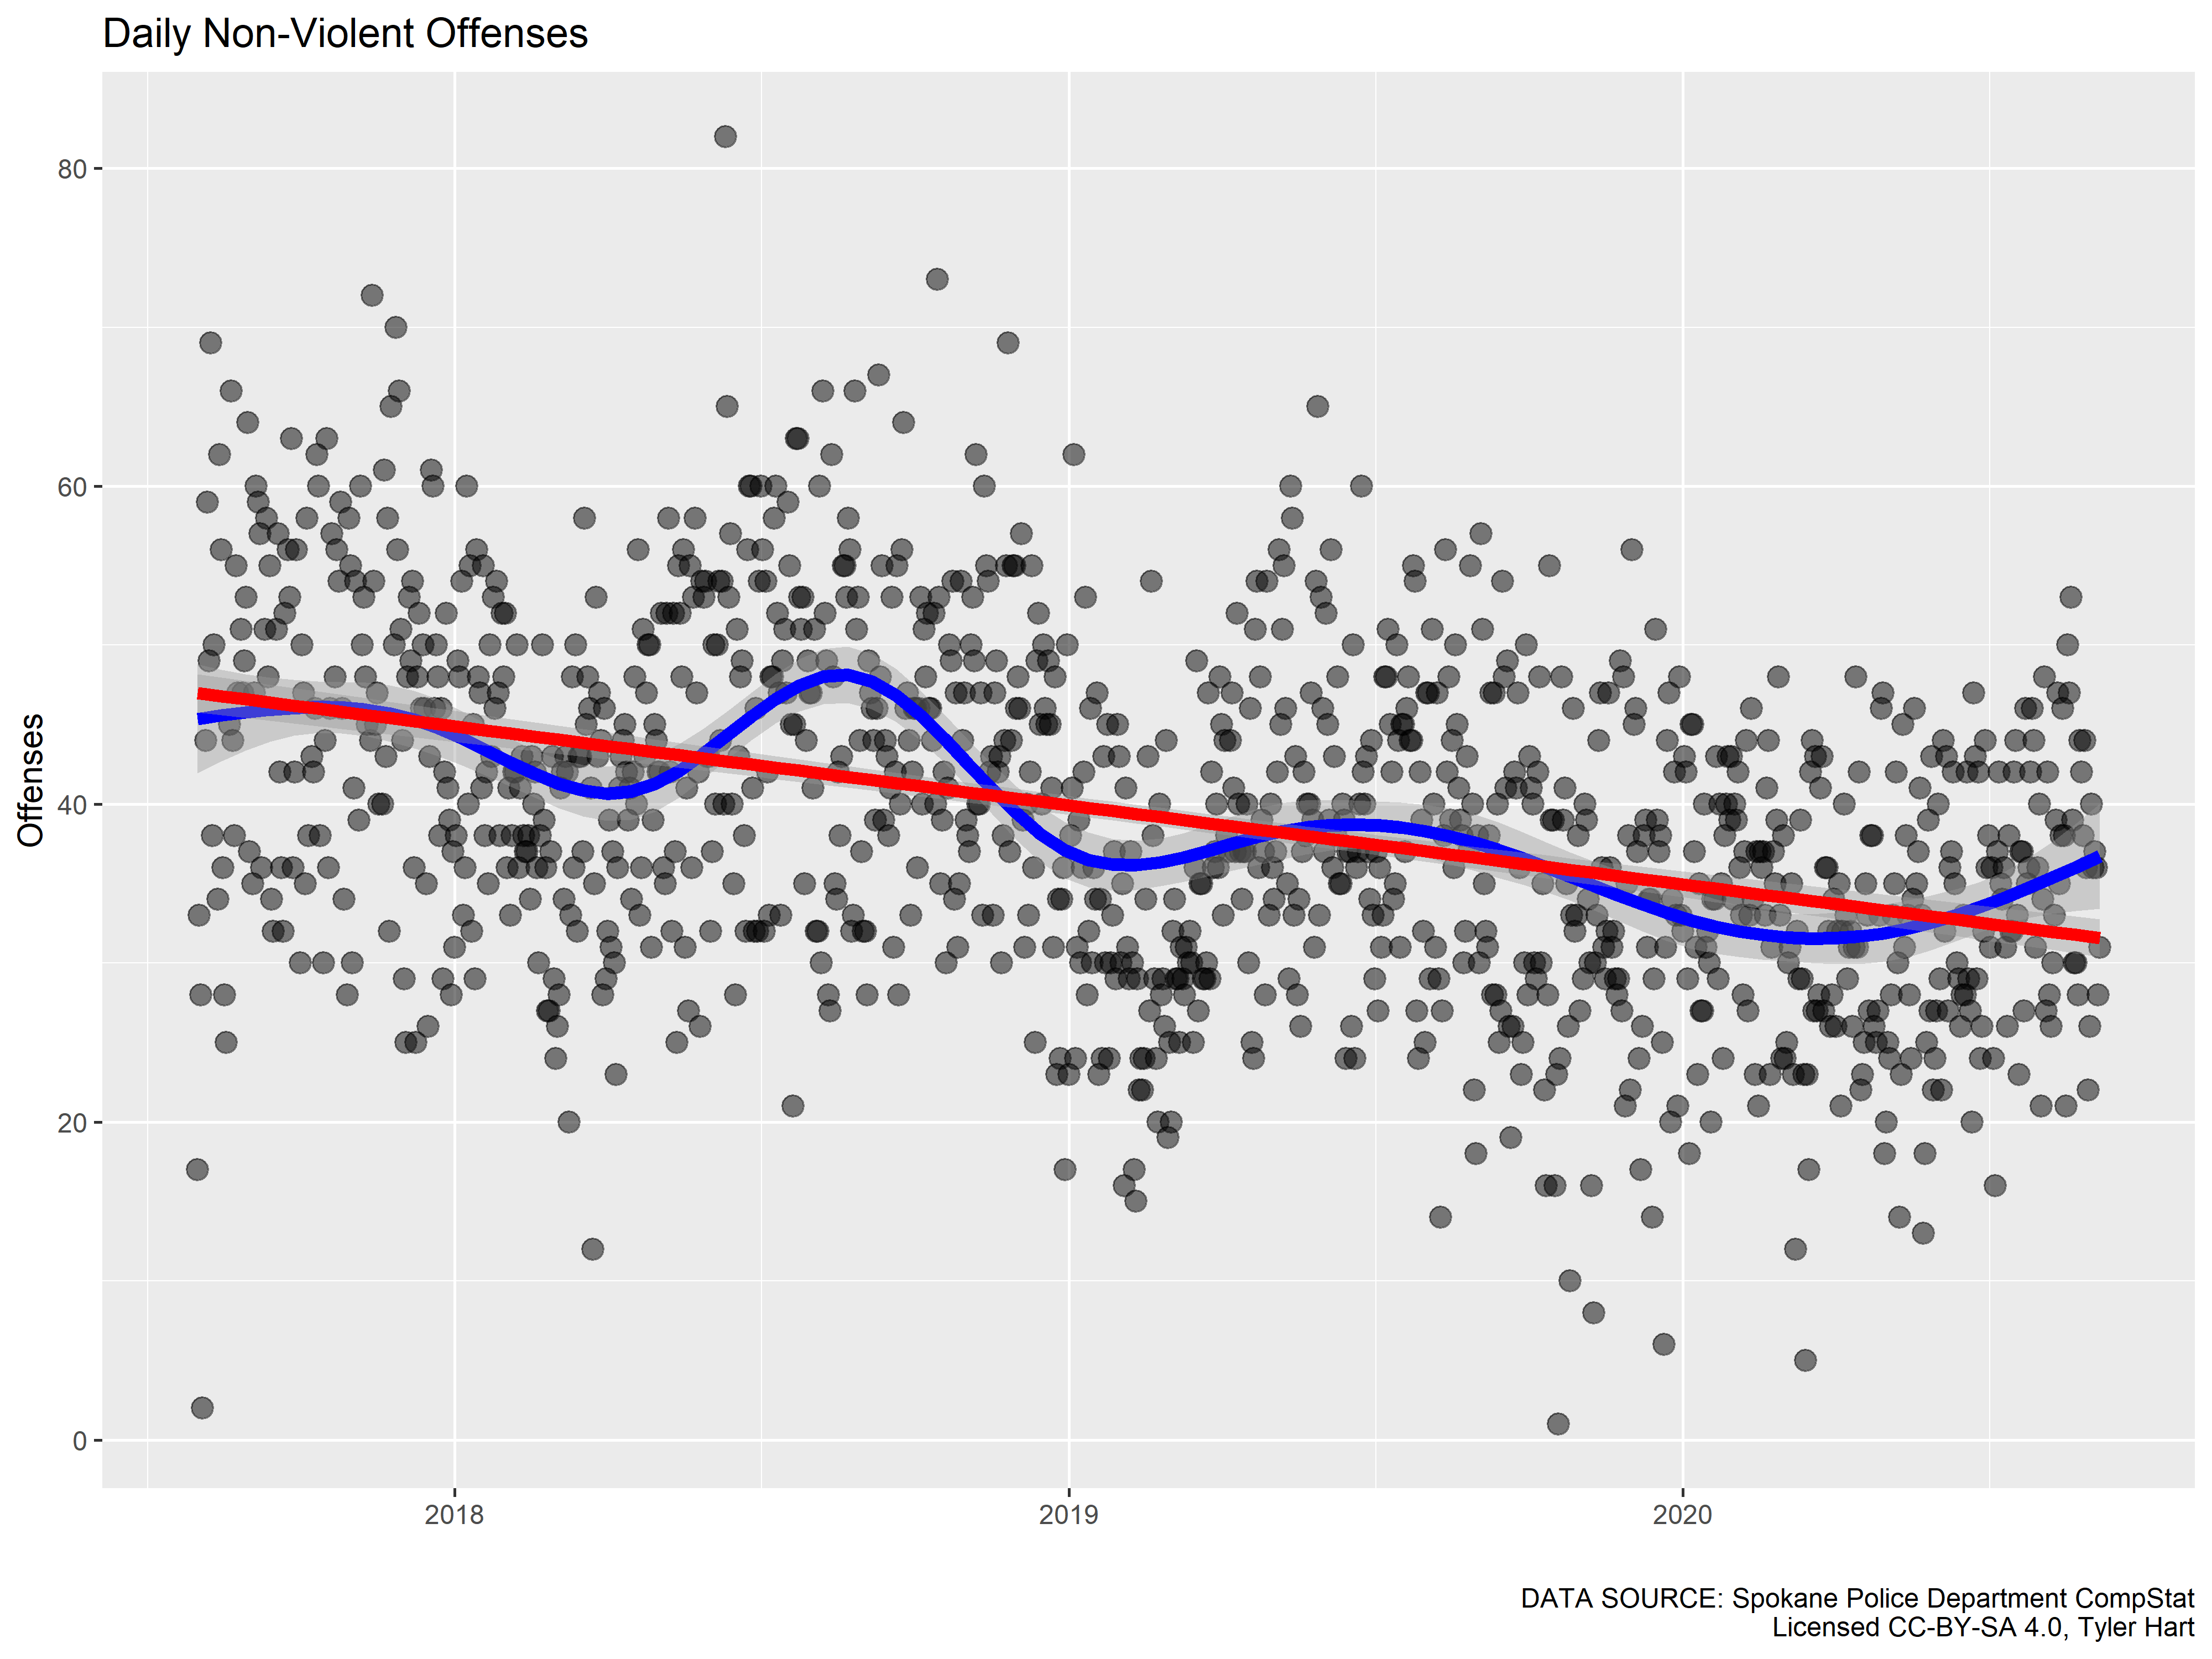 Daily Non-Violent Offenses
80
60
40
20
0
Offenses
2018 2019 2020
DATA SOURCE: Spokane Police Department CompStat
Licensed CC-BY-SA 4.0, Tyler Hart